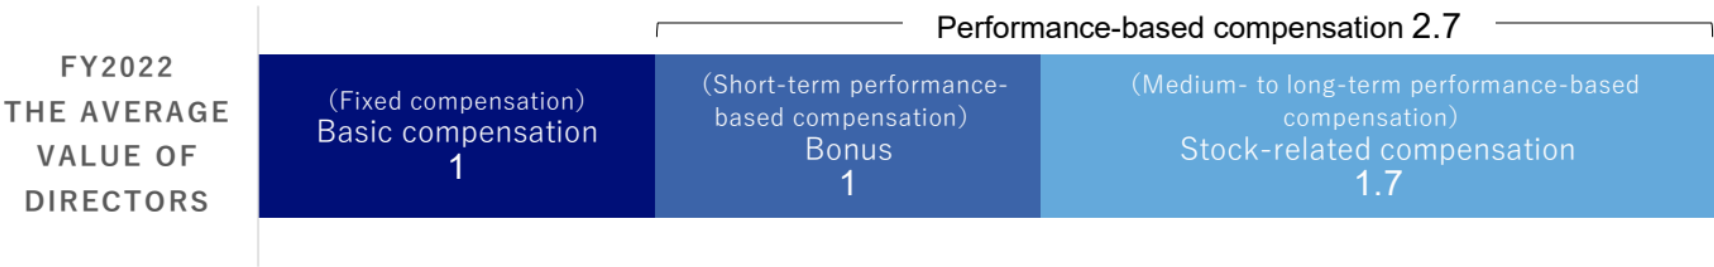 Performance-based compensation 2.7
FY2022
THE AVERAGE
VALUE OF
DIRECTORS
(Fixed compensation)
Basic compensation
1
(Short-term performance-
based compensation)
Bonus
1
(Medium- to long-term performance-based
compensation)
Stock-related compensation
1.7